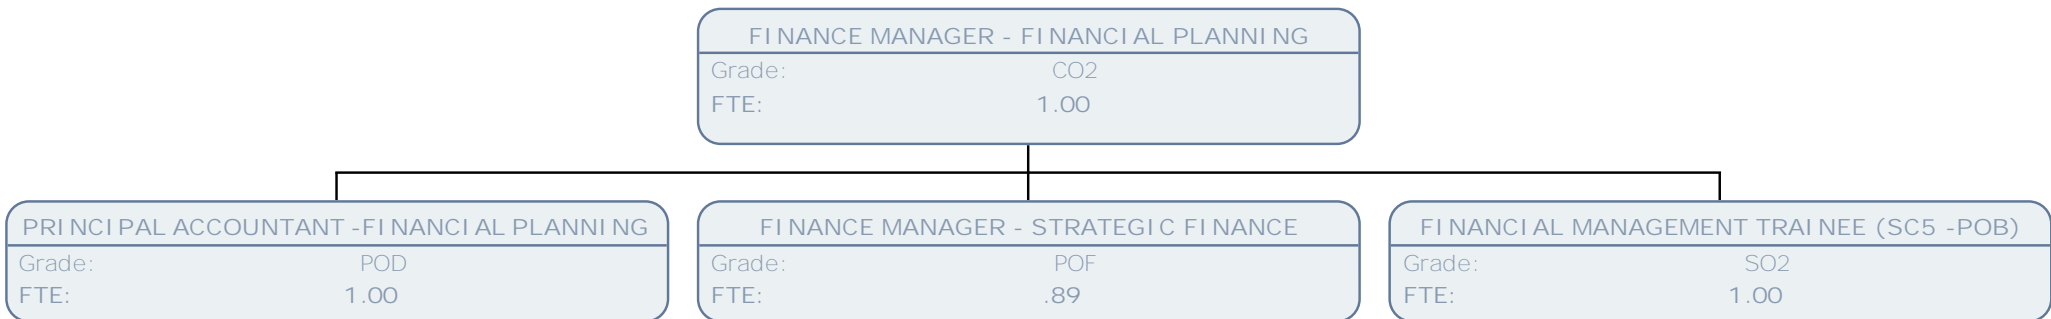 FINANCE MANAGER - FINANCIAL PLANNING
Grade: CO2
FTE: 1.00
PRINCIPAL ACCOUNTANT -FINANCIAL PLANNING
Grade: POD
FTE: 1.00
FINANCE MANAGER - STRATEGIC FINANCE
Grade: POF
FTE: .89
FINANCIAL MANAGEMENT TRAINEE (SC5 -POB)
Grade: SO2
FTE: 1.00